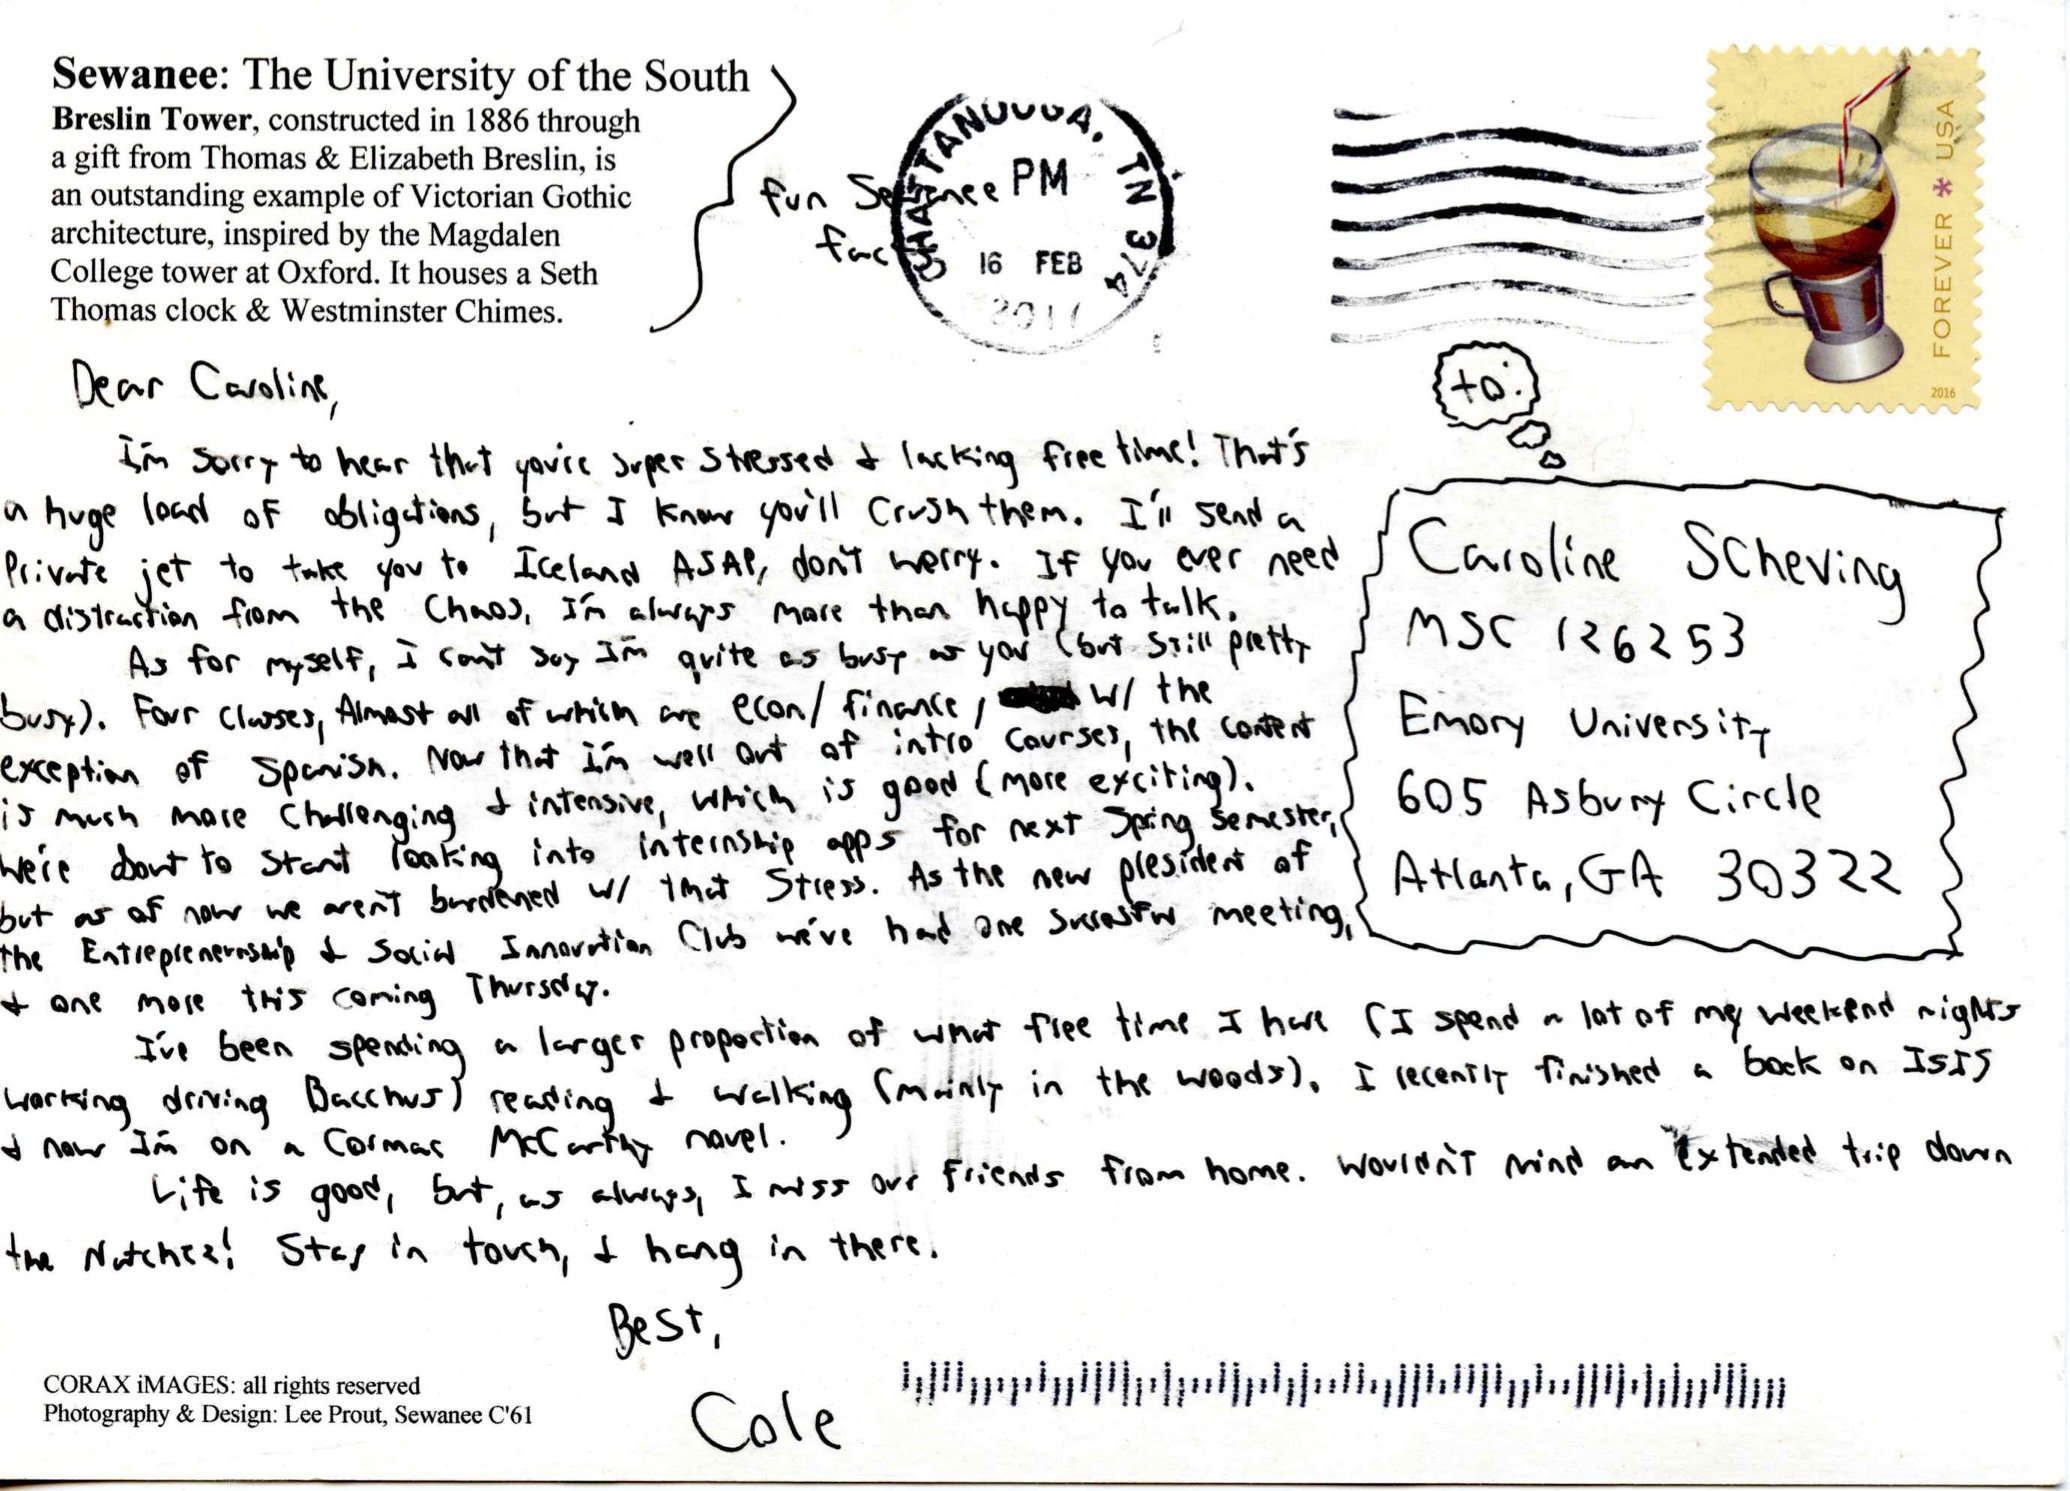 Sewanee: The University of the South
Breslin Tower, constructed in 1886 through
a gift from Thomas & Elizabeth Breslin, is
an outstanding example of Victorian Gothic
architecture, inspired by the Magdalen
College tower at Oxford. It houses a Seth
Thomas clock & Westminster Chimes.
fun Sewanee
fact
CHATTANOOGA, TN 374
PM
16 FEB
2017
FOREVER * USA
2016
to:
Caroline Scheving
MSC 126253
Emory University
605 Asbury Circle
Atlanta, GA 30322
Dear Caroline,
I'm sorry to hear that you're super stressed & lacking free time! That's
a huge load of obligations, but I know you'll crush them. I'll send a
private jet to take you to Iceland ASAP, don't worry. If you ever need
a distraction from the chaos, I'm always more than happy to talk.
As for myself, I can't say I'm quite as busy as you (but still pretty
busy). Four classes, Almost all of which are econ/finance, w/ the
exception of Spanish. Now that I'm well out of intro courses, the content
is much more challenging & intensive, which is good (more exciting).
We're about to start looking into internship apps for next Spring semester,
but as of now we aren't burdened w/ that stress. As the new president of
the Entrepreneurship & Social Innovation Club we've had one succesful meeting,
& one more this coming Thursday.
I've been spending a larger proportion of what free time I have (I spend a lot of my weekend nights
working driving Bacchus) reading & walking (mainly in the woods). I recently finished a book on ISIS
& now I'm on a Cormac McCarthy novel.
Life is good, but, as always, I miss our friends from home. Wouldn't mind an extended trip down
the Natchez! Stay in touch, & hang in there.
Best,
Cole
CORAX iMAGES: all rights reserved
Photography & Design: Lee Prout, Sewanee C'61